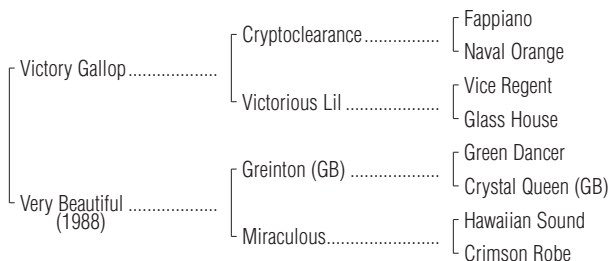 Fappiano
Cryptoclearance..................
Naval Orange
Victory Gallop.....................
Vice Regent
Victorious Lil ......................
Glass House
Green Dancer
Greinton (GB) .....................
Crystal Queen (GB)
Very Beautiful .....................
(1988)
Hawaiian Sound
Miraculous...........................
Crimson Robe